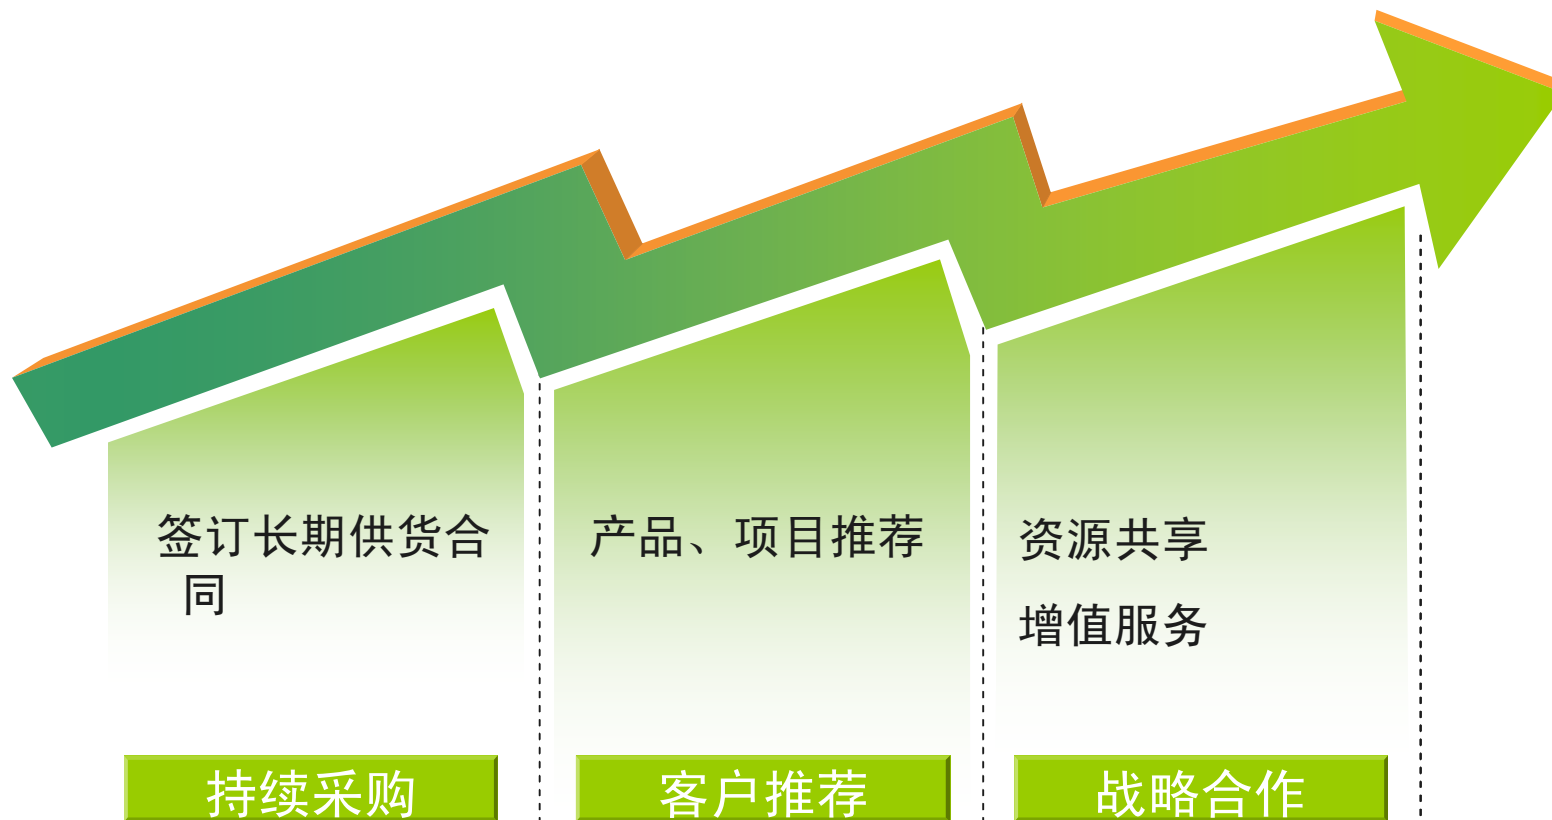 签订长期供货合
同
产品、项目推荐
资源共享
增值服务
持续采购
客户推荐
战略合作